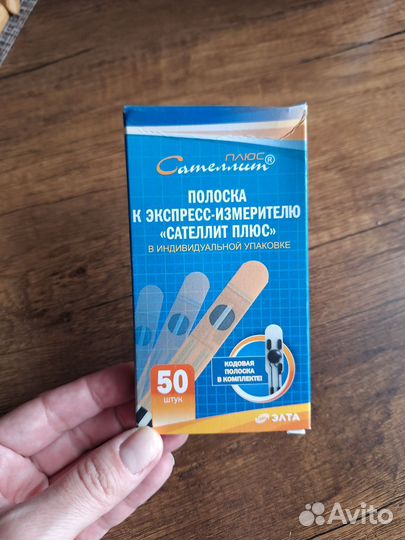 ПЛЮС
Сателлит®
ПОЛОСКА
К ЭКСПРЕСС-ИЗМЕРИТЕЛЮ
«САТЕЛЛИТ ПЛЮС»
В ИНДИВИДУАЛЬНОЙ УПАКОВКЕ
КОДОВАЯ
ПОЛОСКА
В КОМПЛЕКТЕ!
50
штук
ЭЛТА
Avito